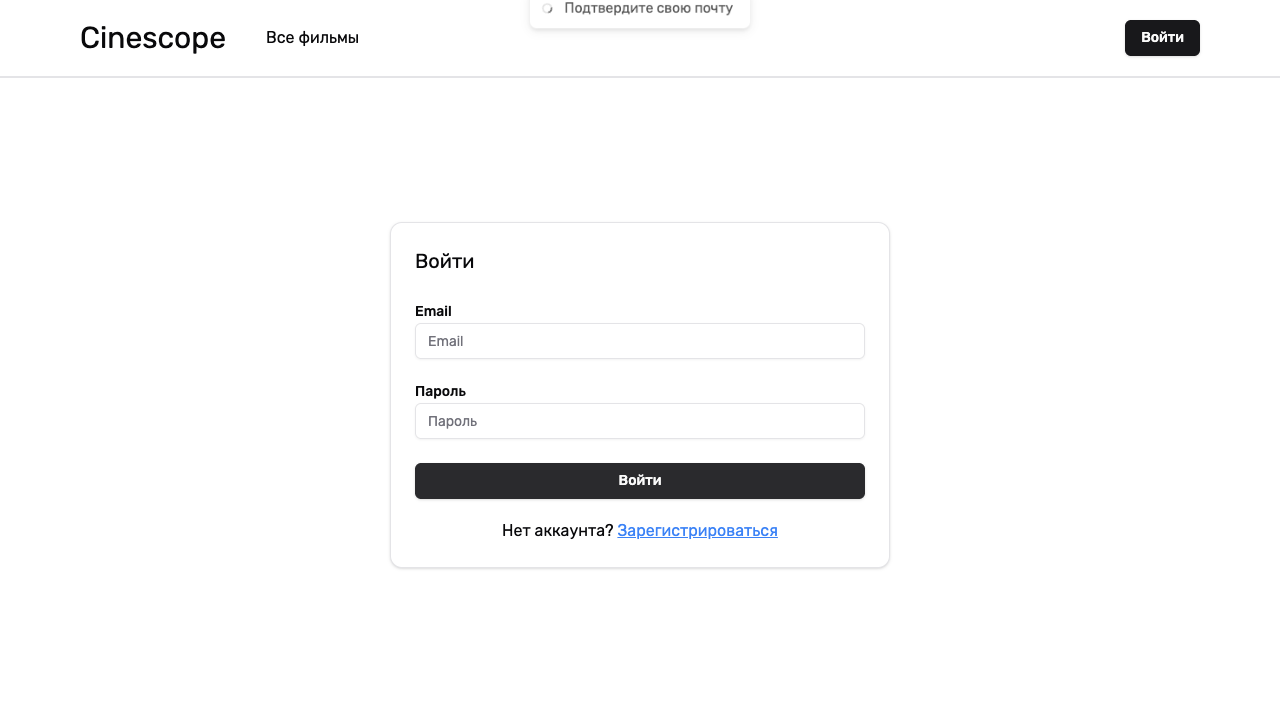 Подтвердите свою почту
Cinescope
Все фильмы
Войти
Войти
Email
Email
Пароль
Пароль
Войти
Нет аккаунта? Зарегистрироваться